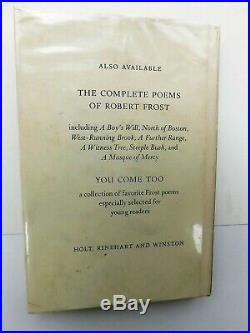 ALSO AVAILABLE
THE COMPLETE POEMS
OF ROBERT FROST
including A Boy's Will, North of Boston,
West-Running Brook, A Further Range,
A Witness Tree, Steeple Bush, and
A Masque of Mercy
YOU COME TOO
a collection of favorite Frost poems
especially selected for
young readers
HOLT, RINEHART AND WINSTON